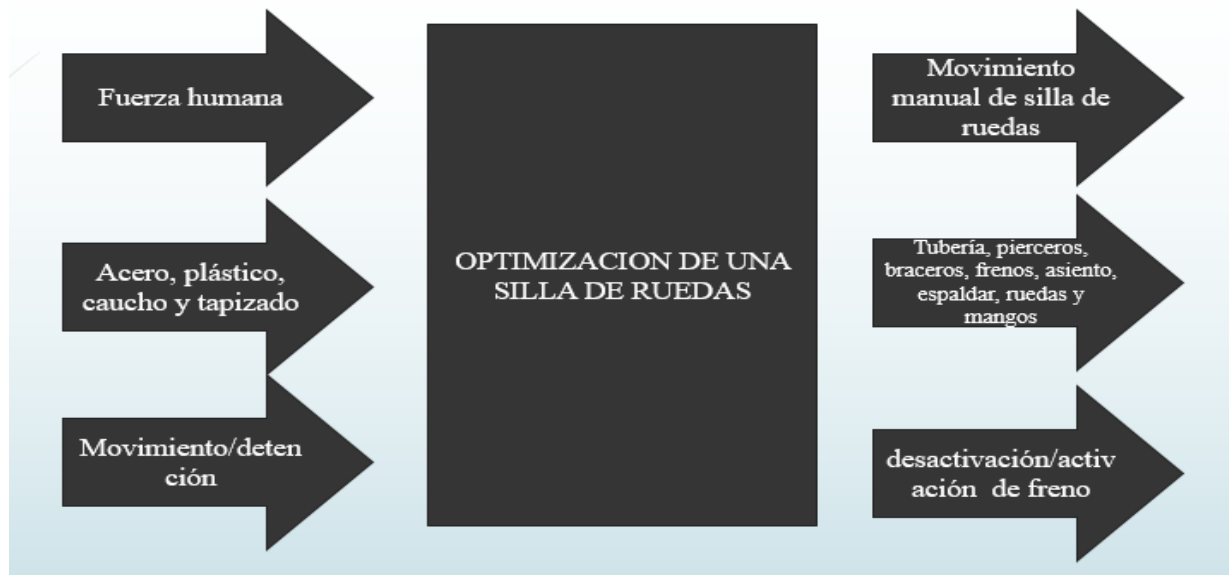 Fuerza humana
Acero, plástico,
caucho y tapizado
Movimiento/deten
ción
OPTIMIZACION DE UNA
SILLA DE RUEDAS
Movimiento
manual de silla de
ruedas
Tubería, pierceros,
braceros, frenos, asiento,
espaldar, ruedas y
mangos
desactivación/activ
ación de freno